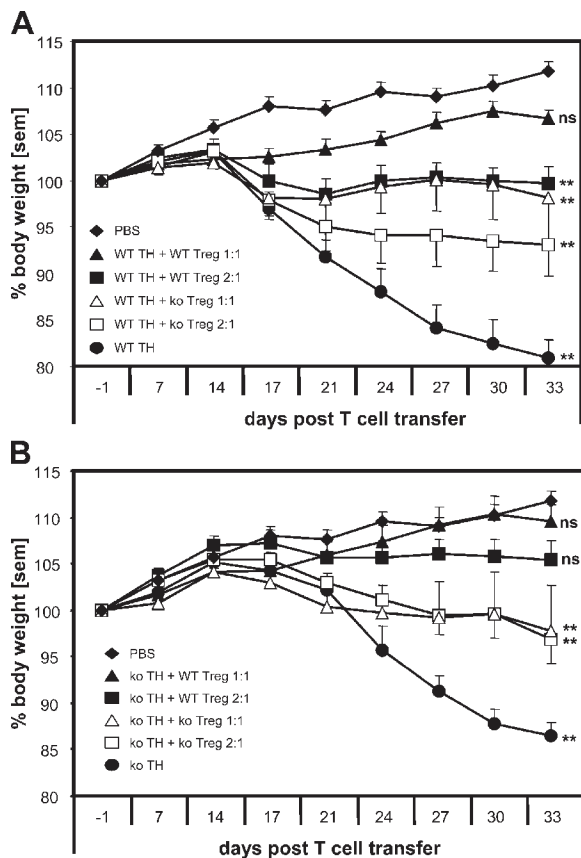 A
% body weight [sem]
115
110
105
100
95
90
85
80
ns
**
**
**
**
PBS
WT TH + WT Treg 1:1
WT TH + WT Treg 2:1
WT TH + ko Treg 1:1
WT TH + ko Treg 2:1
WT TH
-1 7 14 17 21 24 27 30 33
days post T cell transfer
B
% body weight [sem]
115
110
105
100
95
90
85
80
ns
ns
**
**
**
PBS
ko TH + WT Treg 1:1
ko TH + WT Treg 2:1
ko TH + ko Treg 1:1
ko TH + ko Treg 2:1
ko TH
-1 7 14 17 21 24 27 30 33
days post T cell transfer